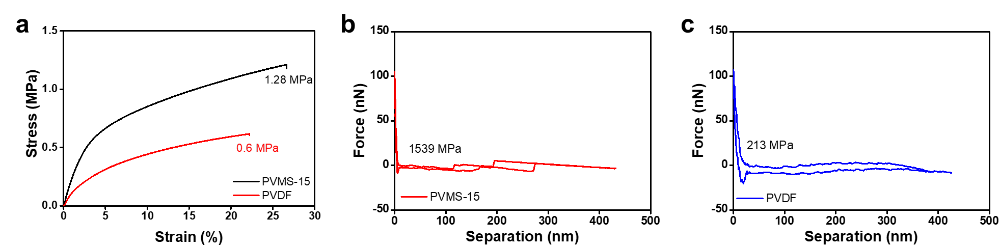 a
1.5
1.0
0.5
0.0
Stress (MPa)
1.28 MPa
0.6 MPa
PVMS-15
PVDF
0 5 10 15 20 25 30
Strain (%)
b
150
100
50
0
-50
Force (nN)
1539 MPa
PVMS-15
0 100 200 300 400 500
Separation (nm)
c
150
100
50
0
-50
Force (nN)
213 MPa
PVDF
0 100 200 300 400 500
Separation (nm)